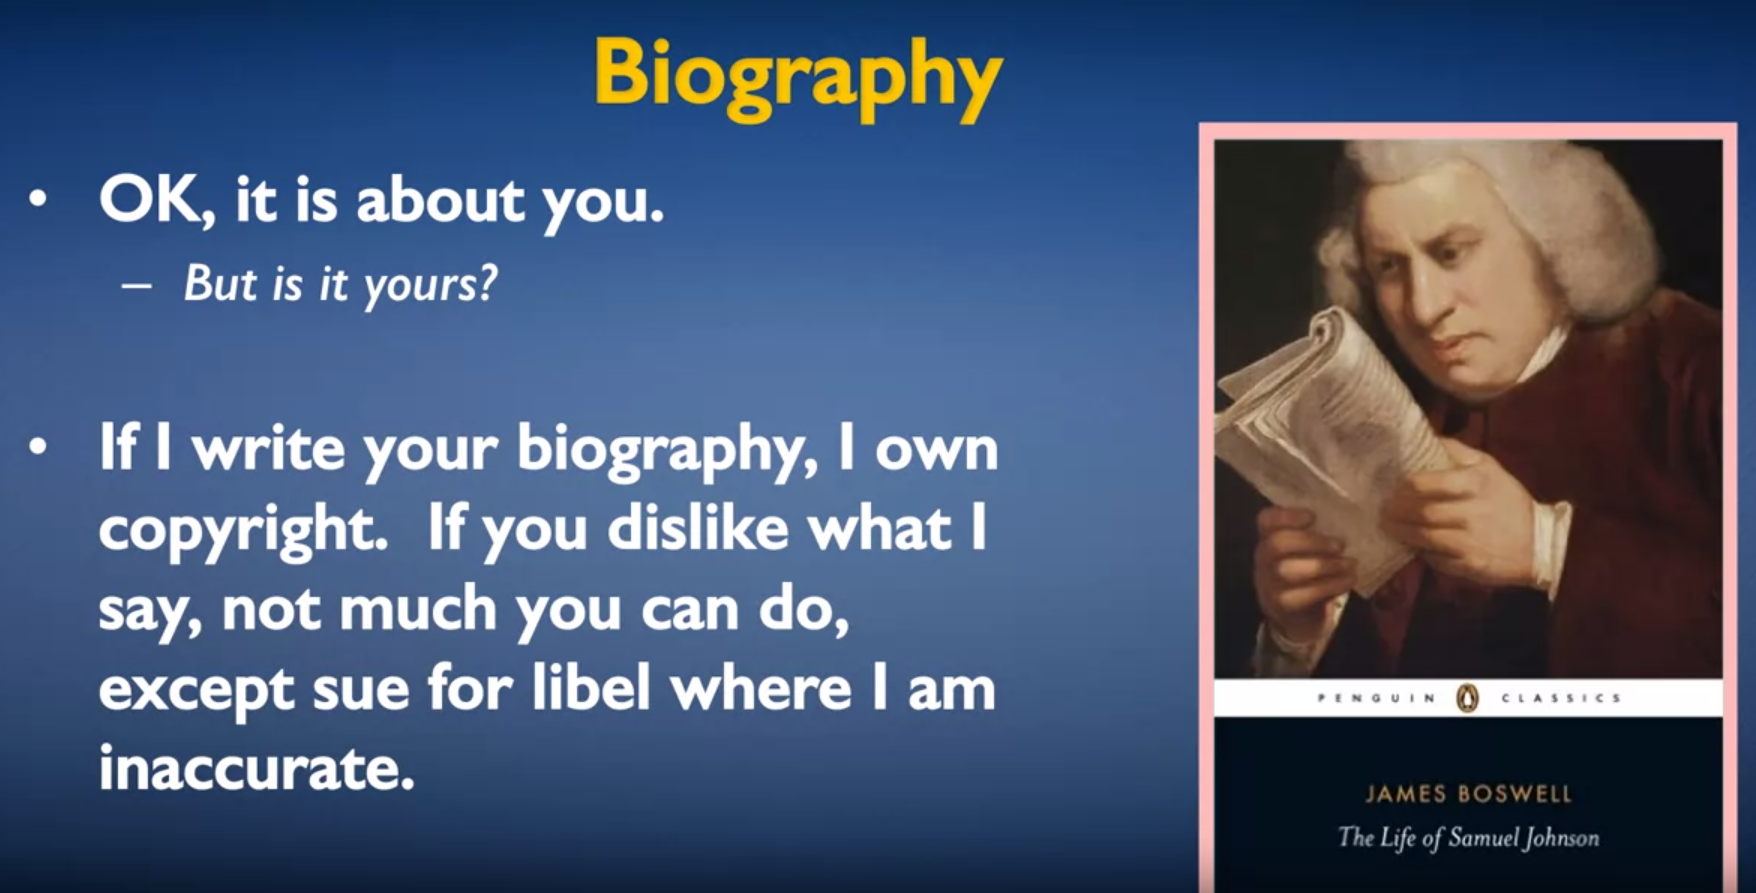 Biography
• OK, it is about you.
– But is it yours?
• If I write your biography, I own
copyright. If you dislike what I
say, not much you can do,
except sue for libel where I am
inaccurate.
PENGUIN CLASSICS
JAMES BOSWELL
The Life of Samuel Johnson